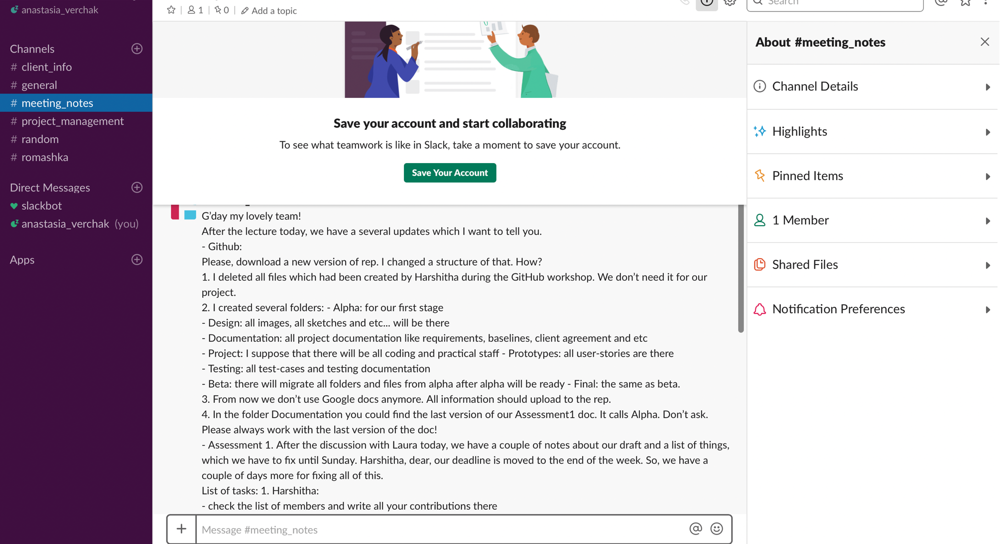 anastasia_verchak
Channels
# client_info
# general
# meeting_notes
# project_management
# random
# romashka
Direct Messages
slackbot
anastasia_verchak (you)
Apps
1
0
Add a topic
Search
Save your account and start collaborating
To see what teamwork is like in Slack, take a moment to save your account.
Save Your Account
G’day my lovely team!
After the lecture today, we have a several updates which I want to tell you.
- Github:
Please, download a new version of rep. I changed a structure of that. How?
1. I deleted all files which had been created by Harshitha during the GitHub workshop. We don’t need it for our
project.
2. I created several folders: - Alpha: for our first stage
- Design: all images, all sketches and etc... will be there
- Documentation: all project documentation like requirements, baselines, client agreement and etc
- Project: I suppose that there will be all coding and practical staff - Prototypes: all user-stories are there
- Testing: all test-cases and testing documentation
- Beta: there will migrate all folders and files from alpha after alpha will be ready - Final: the same as beta.
3. From now we don’t use Google docs anymore. All information should upload to the rep.
4. In the folder Documentation you could find the last version of our Assessment1 doc. It calls Alpha. Don’t ask.
Please always work with the last version of the doc!
- Assessment 1. After the discussion with Laura today, we have a couple of notes about our draft and a list of things,
which we have to fix until Sunday. Harshitha, dear, our deadline is moved to the end of the week. So, we have a
couple of days more for fixing all of this.
List of tasks: 1. Harshitha:
- check the list of members and write all your contributions there
Message #meeting_notes
About #meeting_notes
Channel Details
Highlights
Pinned Items
1 Member
Shared Files
Notification Preferences